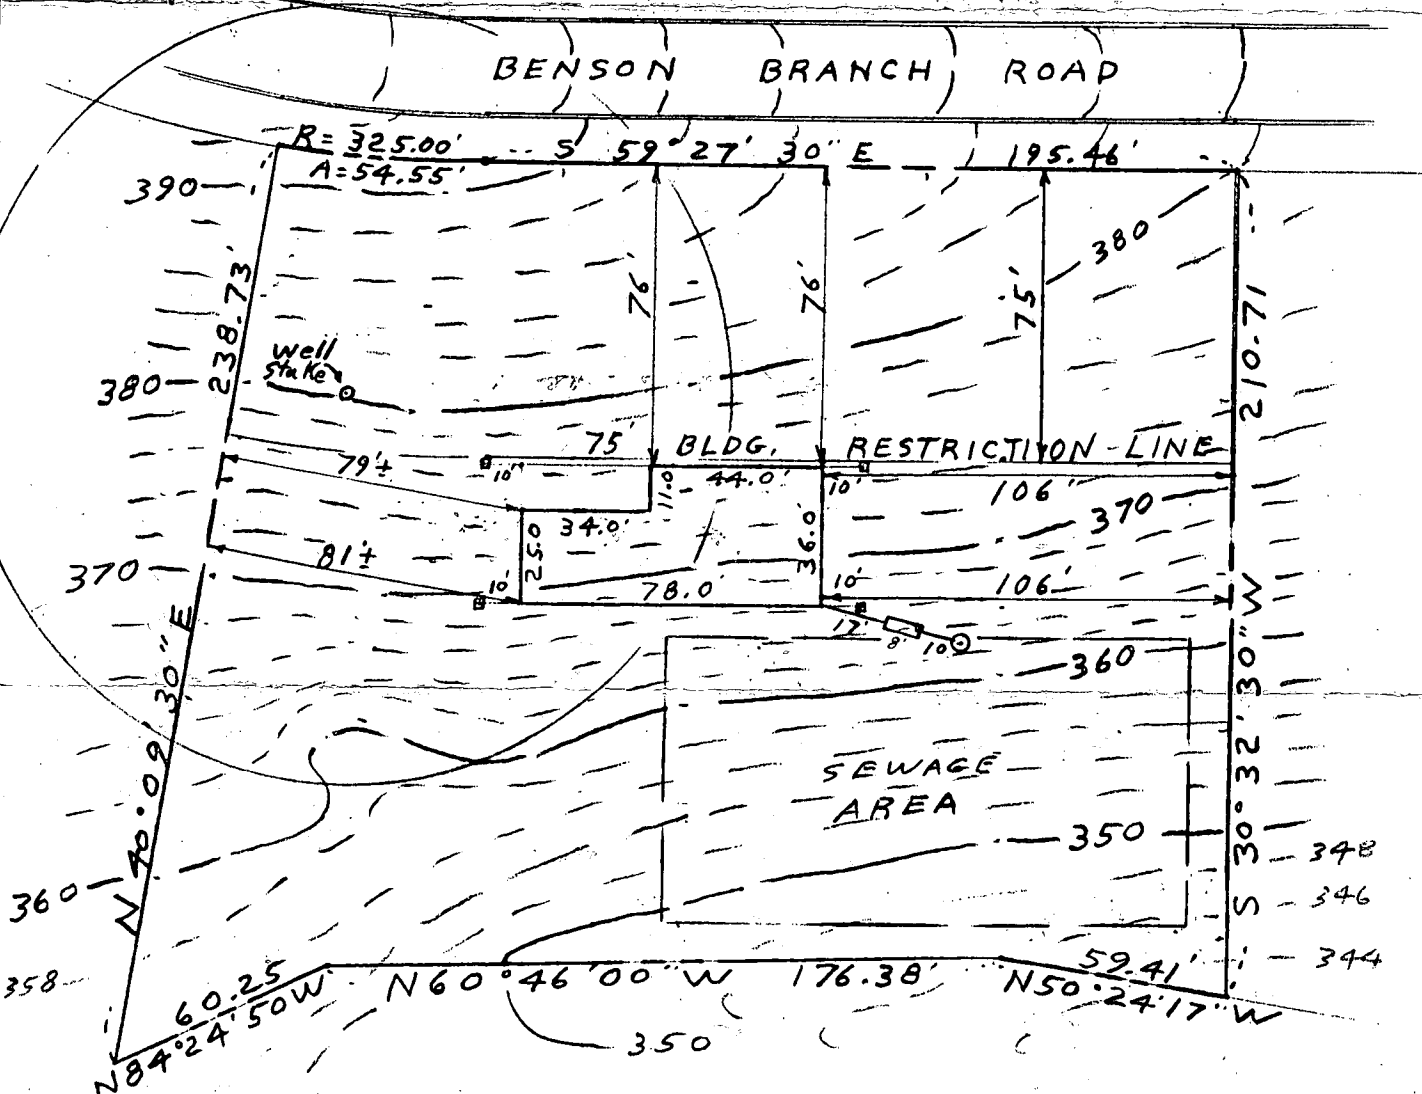 BENSON BRANCH ROAD
R= 325.00' S 59° 27' 30" E 195.46'
A=54.55'
390
380
238.73'
76'
76'
75'
210.71
well
stake
380
75' BLDG. RESTRICTION LINE
79'±
10'
11.0
44.0'
10'
106'
34.0'
370
25.0
36.0'
81'±
370
10'
78.0'
10'
106'
17'
8'
10
360
N 40° 09' 30" E
S 30° 32' 30" W
SEWAGE
AREA
350
348
360
346
344
358
60.25
N84°24'50W
N60°46'00" W 176.38'
59.41'
N50°24'17" W
350